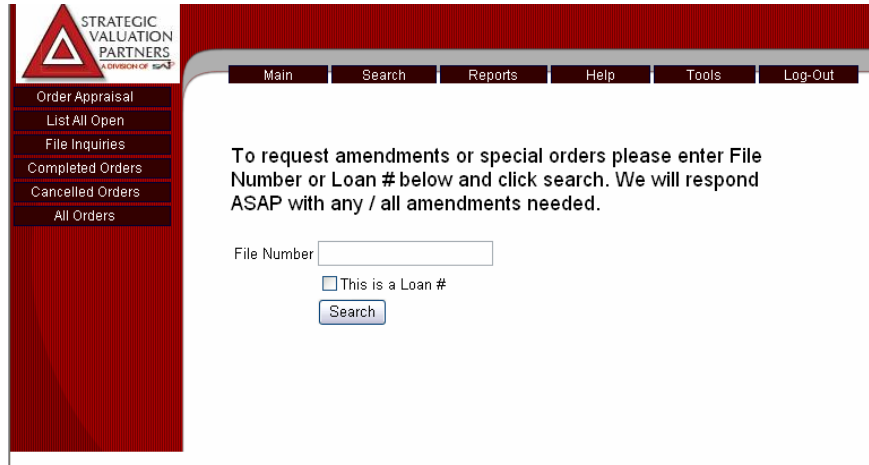 STRATEGIC
VALUATION
PARTNERS
A DIVISION OF
Main Search Reports Help Tools Log-Out
Order Appraisal
List All Open
File Inquiries
Completed Orders
Cancelled Orders
All Orders
To request amendments or special orders please enter File
Number or Loan # below and click search. We will respond
ASAP with any / all amendments needed.
File Number
This is a Loan #
Search